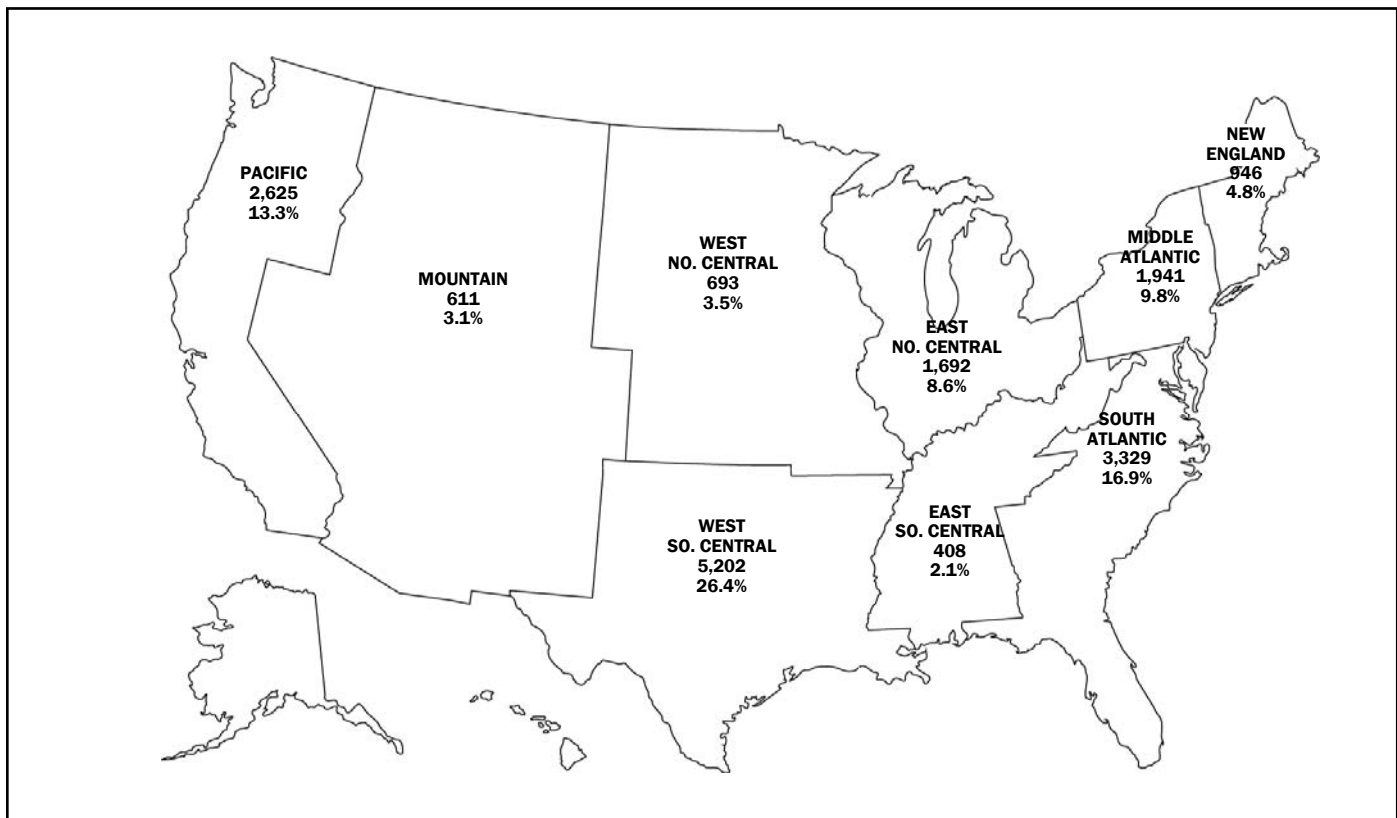 NEW
ENGLAND
946
4.8%
PACIFIC
2,625
13.3%
MIDDLE
ATLANTIC
1,941
9.8%
WEST
NO. CENTRAL
693
3.5%
MOUNTAIN
611
3.1%
EAST
NO. CENTRAL
1,692
8.6%
SOUTH
ATLANTIC
3,329
16.9%
EAST
SO. CENTRAL
408
2.1%
WEST
SO. CENTRAL
5,202
26.4%